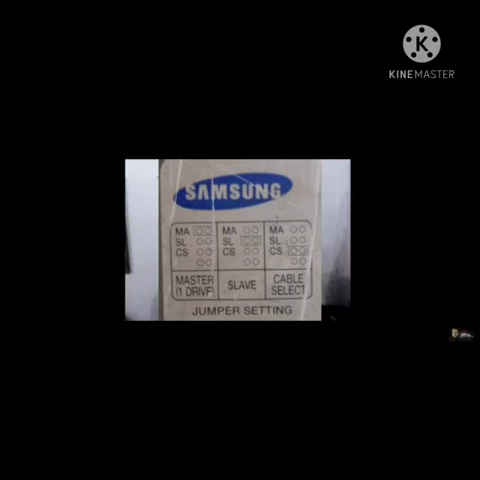 KINEMASTER
SAMSUNG
MA MA MA
SL SL SL
CS CS CS
MASTER (1 DRIVE) SLAVE CABLE SELECT
JUMPER SETTING